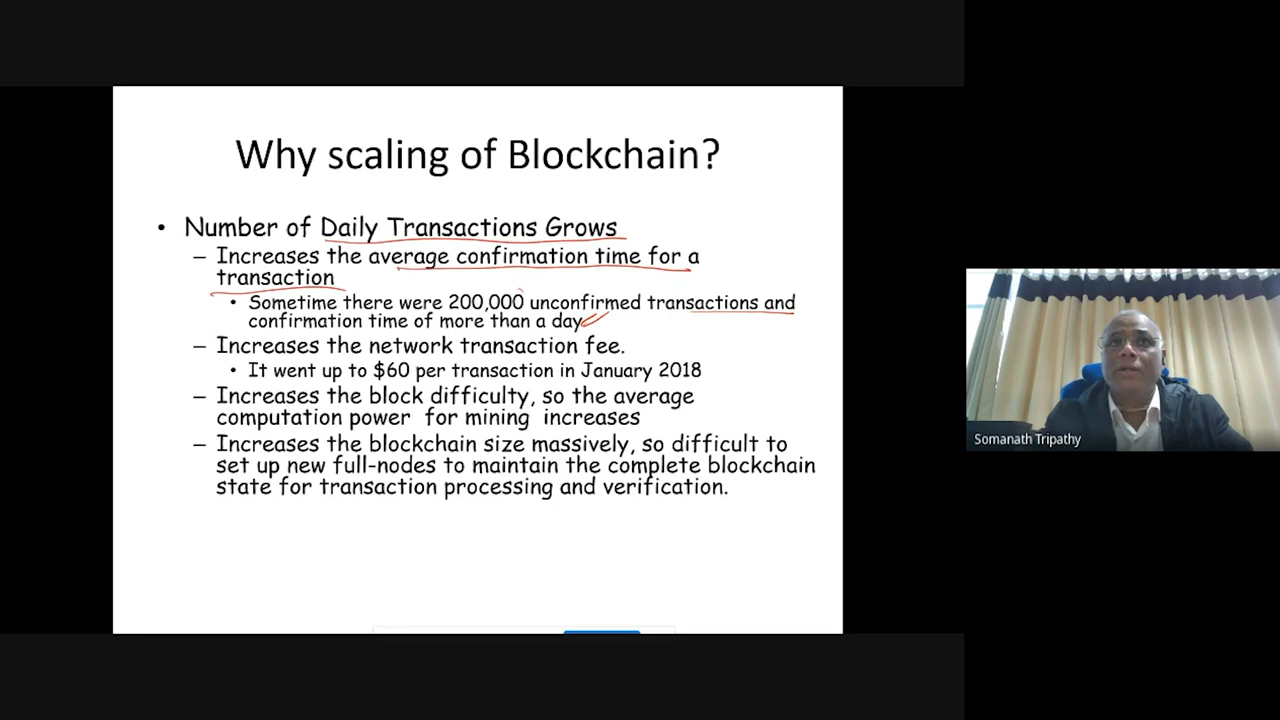 Why scaling of Blockchain?
• Number of Daily Transactions Grows
– Increases the average confirmation time for a
transaction
• Sometime there were 200,000 unconfirmed transactions and
confirmation time of more than a day
– Increases the network transaction fee.
• It went up to $60 per transaction in January 2018
– Increases the block difficulty, so the average
computation power for mining increases
– Increases the blockchain size massively, so difficult to
set up new full-nodes to maintain the complete blockchain
state for transaction processing and verification.
Somanath Tripathy